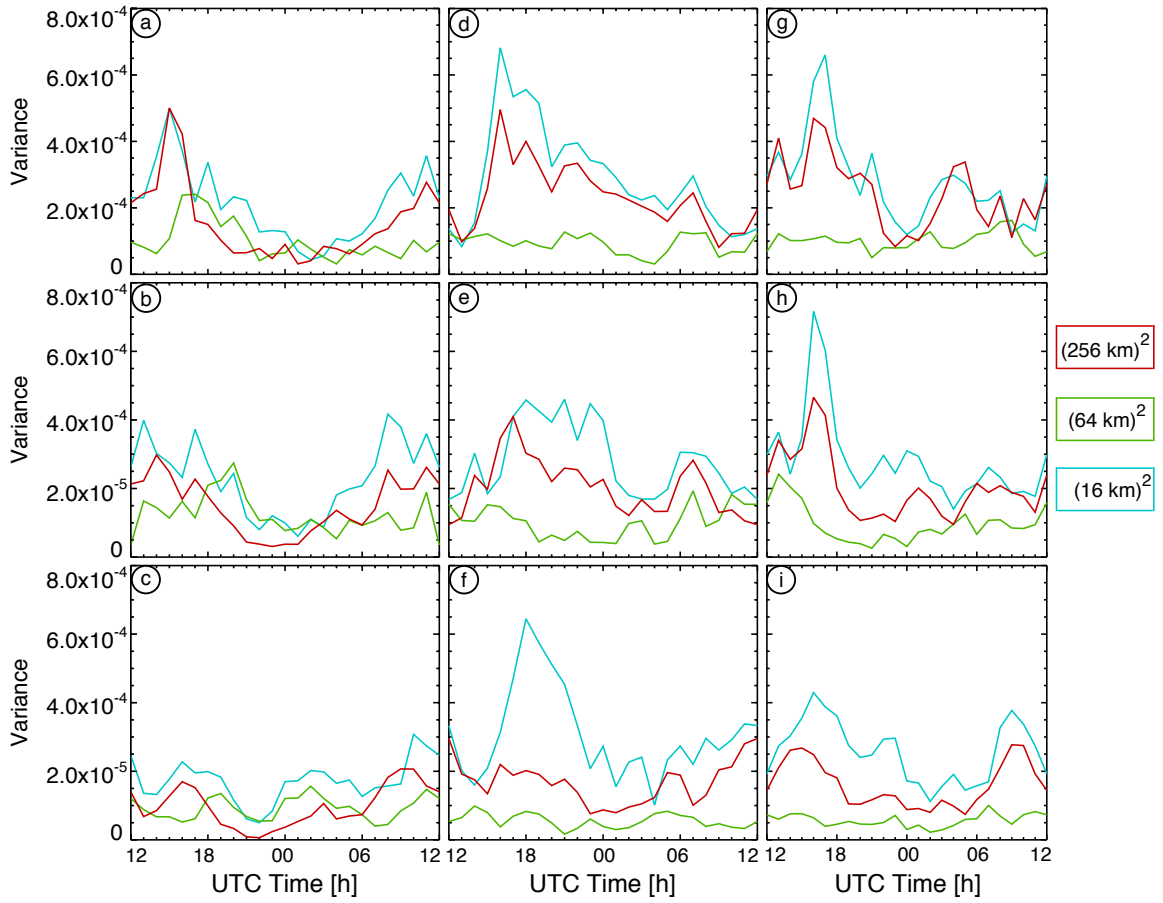 a
d
g
8.0x10-4
6.0x10-4
4.0x10-4
2.0x10-4
0
Variance
b
e
h
8.0x10-4
6.0x10-4
4.0x10-4
2.0x10-5
0
Variance
(256 km)2
(64 km)2
(16 km)2
c
f
i
8.0x10-4
6.0x10-4
4.0x10-4
2.0x10-5
0
Variance
12 18 00 06 12 18 00 06 12 18 00 06 12
UTC Time [h] UTC Time [h] UTC Time [h]